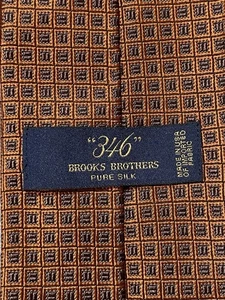 "346"
BROOKS BROTHERS
PURE SILK
MADE IN USA
OF IMPORTED
FABRIC